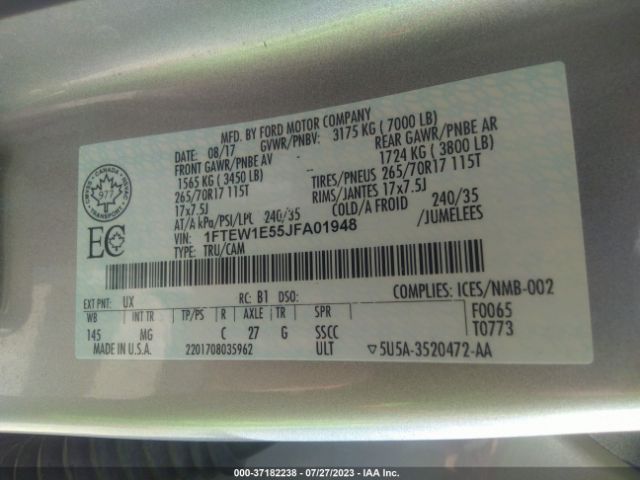 MFD. BY FORD MOTOR COMPANY
DATE: 08/17 GVWR/PNBV: 3175 KG ( 7000 LB)
FRONT GAWR/PNBE AV REAR GAWR/PNBE AR
1565 KG ( 3450 LB) -- 1724 KG ( 3800 LB)
265/70R17 115T TIRES/PNEUS 265/70R17 115T
17x7.5J RIMS/JANTES 17x7.5J
AT/A kPa/PSI/LPC 240/35 COLD/A FROID 240/35
VIN: 1FTEW1E55JFA01948 /JUMELEES
TYPE: TRU/CAM
CANADA
977
TRANSPORT
EC
EXT PNT: UX RC: B1 DSO: COMPLIES: ICES/NMB-002
WB INT TR TP/PS R AXLE TR SPR F0065
145 MG C 27 G SSCC T0773
MADE IN U.S.A. 2201708035962 ULT ▽5U5A-3520472-AA
000-37182238 - 07/27/2023 - IAA Inc.